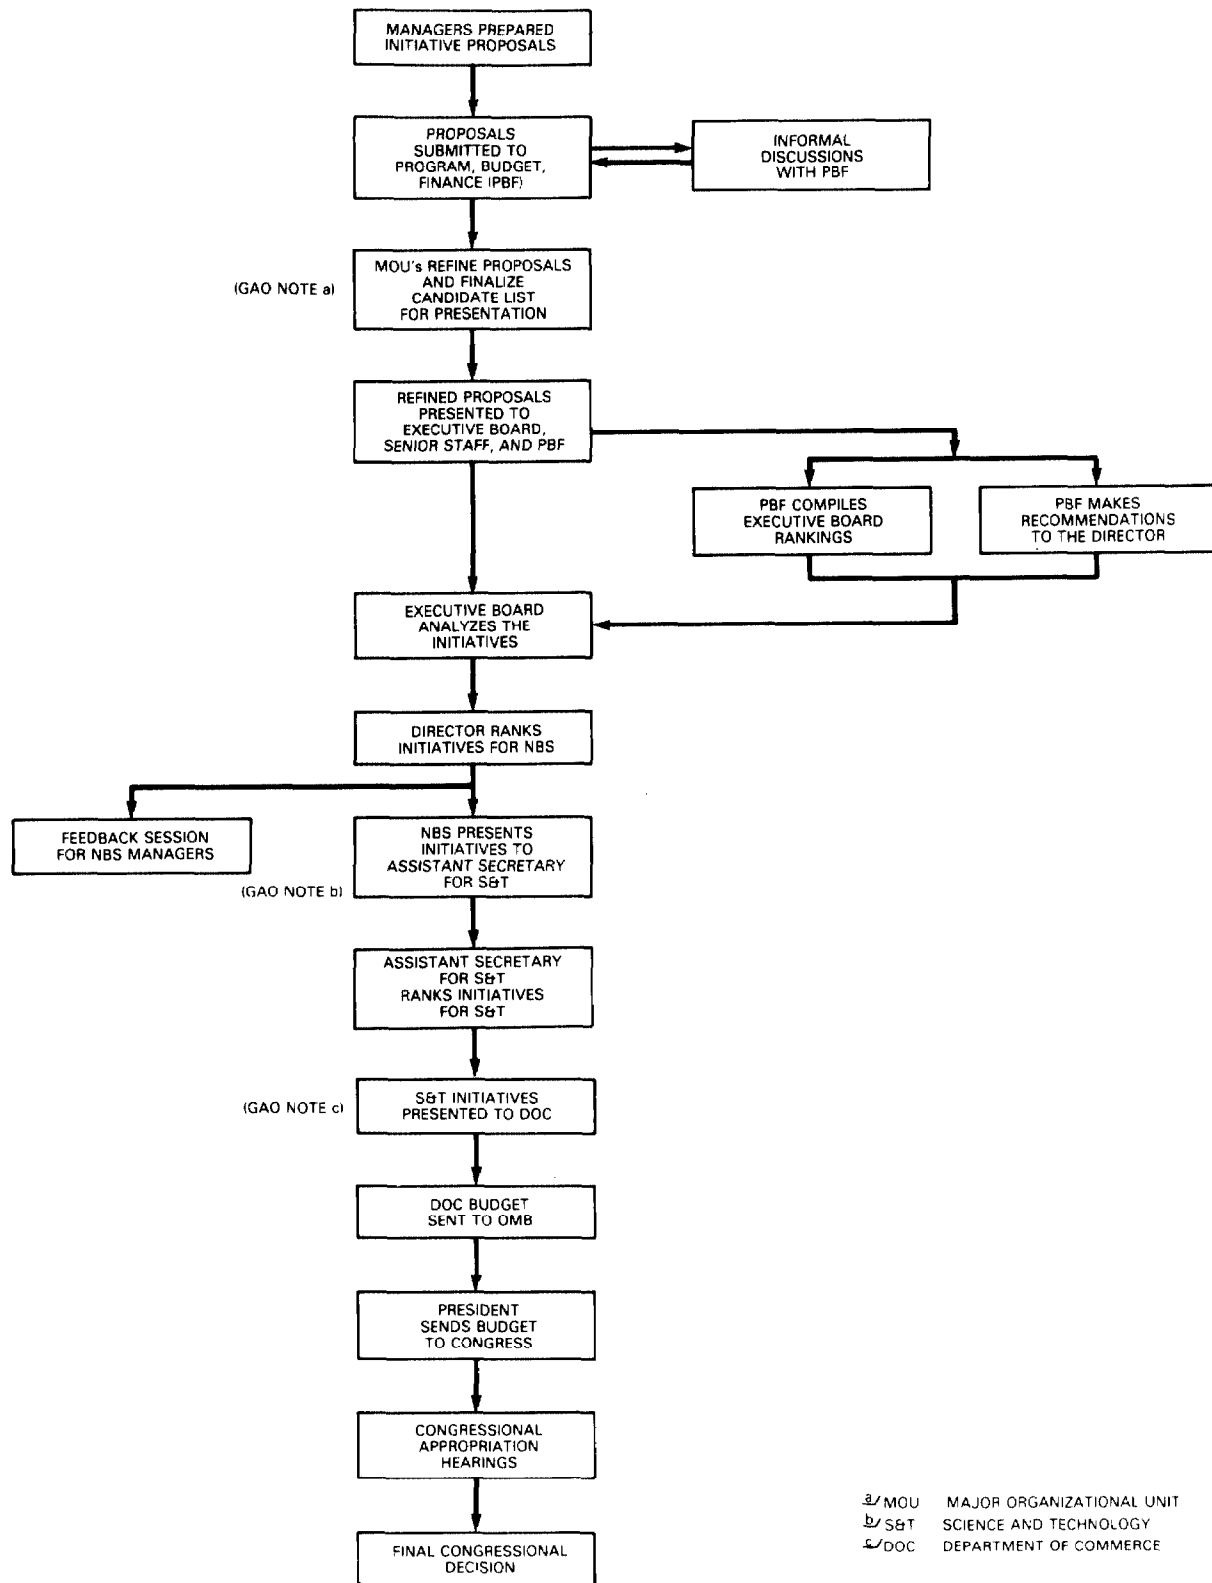 MANAGERS PREPARED
INITIATIVE PROPOSALS
PROPOSALS
SUBMITTED TO
PROGRAM, BUDGET,
FINANCE (PBF)
INFORMAL
DISCUSSIONS
WITH PBF
(GAO NOTE a)
MOU's REFINE PROPOSALS
AND FINALIZE
CANDIDATE LIST
FOR PRESENTATION
REFINED PROPOSALS
PRESENTED TO
EXECUTIVE BOARD,
SENIOR STAFF, AND PBF
PBF COMPILES
EXECUTIVE BOARD
RANKINGS
PBF MAKES
RECOMMENDATIONS
TO THE DIRECTOR
EXECUTIVE BOARD
ANALYZES THE
INITIATIVES
DIRECTOR RANKS
INITIATIVES FOR NBS
FEEDBACK SESSION
FOR NBS MANAGERS
(GAO NOTE b)
NBS PRESENTS
INITIATIVES TO
ASSISTANT SECRETARY
FOR S&T
ASSISTANT SECRETARY
FOR S&T
RANKS INITIATIVES
FOR S&T
(GAO NOTE c)
S&T INITIATIVES
PRESENTED TO DOC
DOC BUDGET
SENT TO OMB
PRESIDENT
SENDS BUDGET
TO CONGRESS
CONGRESSIONAL
APPROPRIATION
HEARINGS
FINAL CONGRESSIONAL
DECISION
a/ MOU MAJOR ORGANIZATIONAL UNIT
b/ S&T SCIENCE AND TECHNOLOGY
c/ DOC DEPARTMENT OF COMMERCE